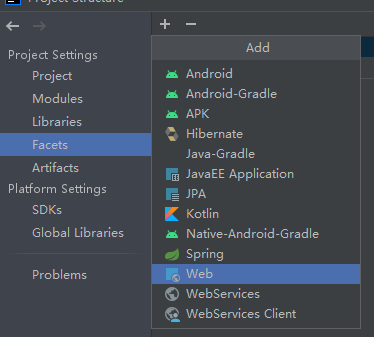 Project Structure
Add
Project Settings
Project
Modules
Libraries
Facets
Artifacts
Platform Settings
SDKs
Global Libraries
Problems
Android
Android-Gradle
APK
Hibernate
Java-Gradle
JavaEE Application
JPA
Kotlin
Native-Android-Gradle
Spring
Web
WebServices
WebServices Client